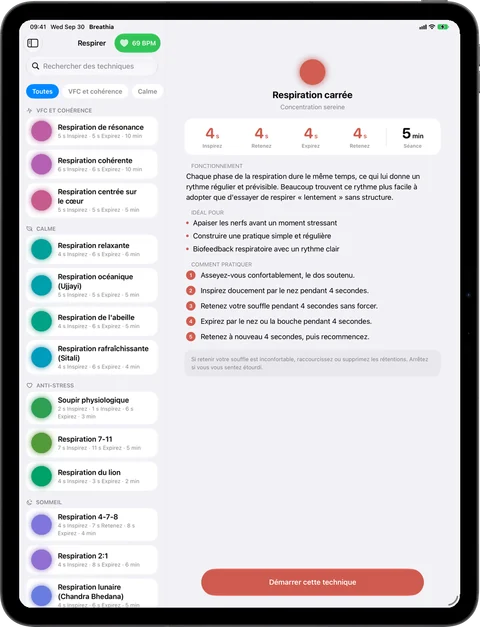 09:41 Wed Sep 30 Breathia
Respirer
69 BPM
Rechercher des techniques
Toutes
VFC et cohérence
Calme
VFC ET COHÉRENCE
Respiration de résonance
5 s Inspirez · 5 s Expirez · 10 min
Respiration cohérente
6 s Inspirez · 6 s Expirez · 10 min
Respiration centrée sur
le cœur
5 s Inspirez · 5 s Expirez · 5 min
CALME
Respiration relaxante
4 s Inspirez · 6 s Expirez · 5 min
Respiration océanique
(Ujjayi)
5 s Inspirez · 5 s Expirez · 5 min
Respiration de l'abeille
4 s Inspirez · 6 s Expirez · 5 min
Respiration rafraîchissante
(Sitali)
4 s Inspirez · 6 s Expirez · 4 min
ANTI-STRESS
Soupir physiologique
2 s Inspirez · 1 s Inspirez · 6 s
Expirez · 3 min
Respiration 7-11
7 s Inspirez · 11 s Expirez · 5 min
Respiration du lion
4 s Inspirez · 3 s Expirez · 2 min
SOMMEIL
Respiration 4-7-8
4 s Inspirez · 7 s Retenez · 8 s
Expirez · 4 min
Respiration 2:1
4 s Inspirez · 8 s Expirez · 6 min
Respiration lunaire
(Chandra Bhedana)
4 s Inspirez · 6 s Expirez · 5 min
Respiration carrée
Concentration sereine
4 s
Inspirez
4 s
Retenez
4 s
Expirez
4 s
Retenez
5 min
Séance
FONCTIONNEMENT
Chaque phase de la respiration dure le même temps, ce qui lui donne un
rythme régulier et prévisible. Beaucoup trouvent ce rythme plus facile à
adopter que d'essayer de respirer « lentement » sans structure.
IDÉAL POUR
• Apaiser les nerfs avant un moment stressant
• Construire une pratique simple et régulière
• Biofeedback respiratoire avec un rythme clair
COMMENT PRATIQUER
1 Asseyez-vous confortablement, le dos soutenu.
2 Inspirez doucement par le nez pendant 4 secondes.
3 Retenez votre souffle pendant 4 secondes sans forcer.
4 Expirez par le nez ou la bouche pendant 4 secondes.
5 Retenez à nouveau 4 secondes, puis recommencez.
Si retenir votre souffle est inconfortable, raccourcissez ou supprimez les rétentions. Arrêtez
si vous vous sentez étourdi.
Démarrer cette technique